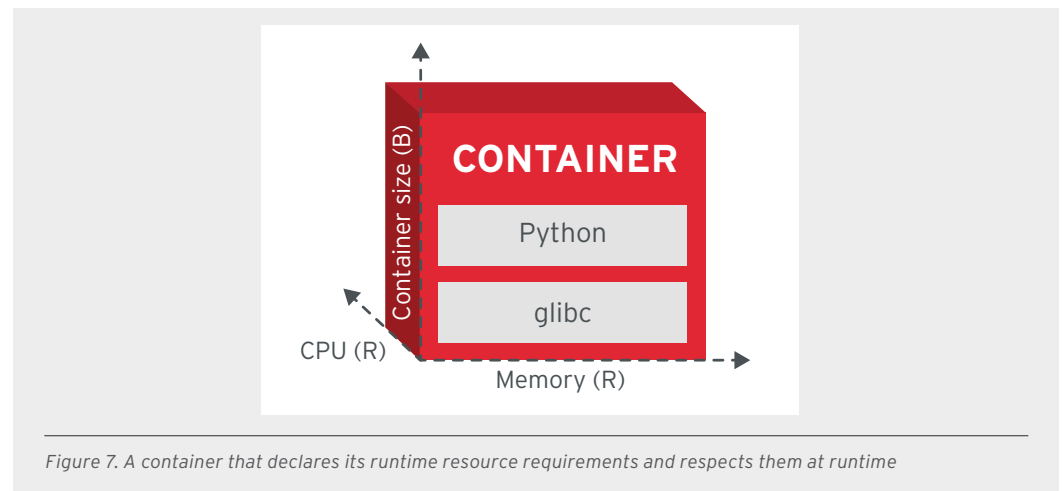 CONTAINER
Container size (B)
Python
glibc
CPU (R)
Memory (R)
Figure 7. A container that declares its runtime resource requirements and respects them at runtime